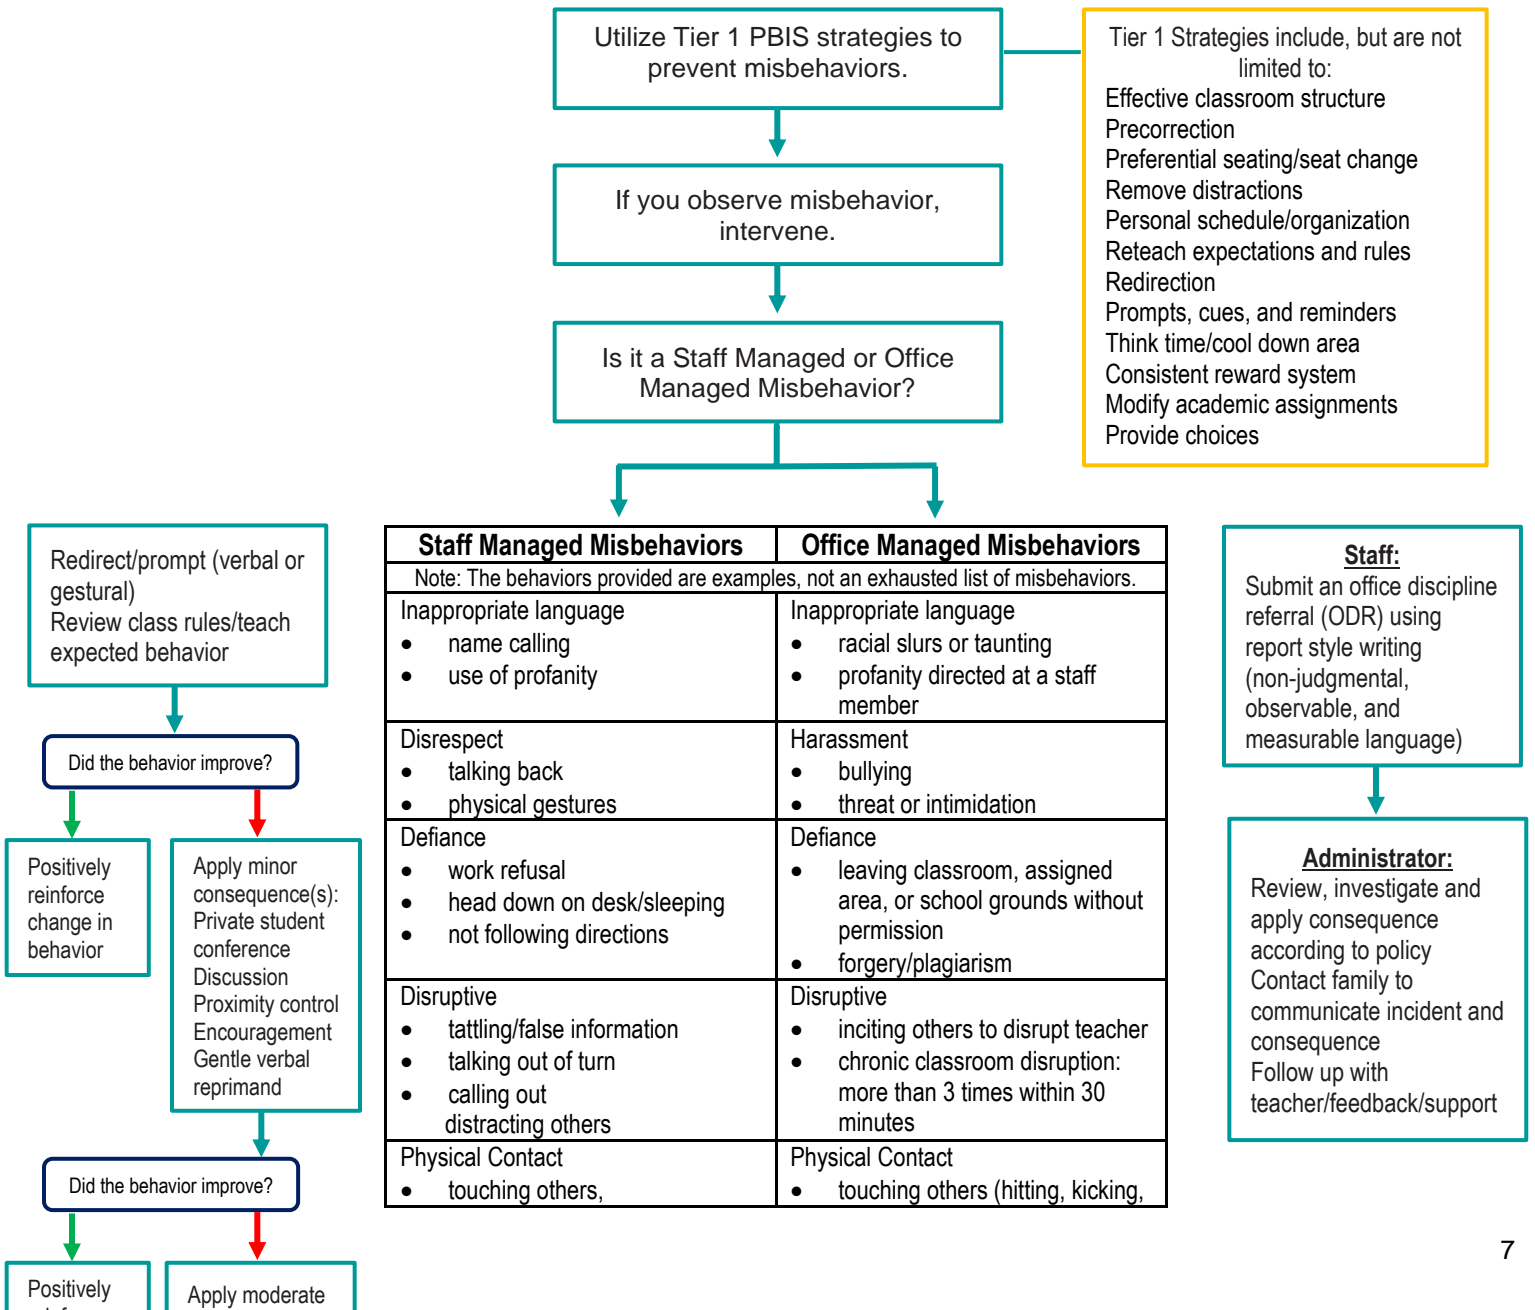 Utilize Tier 1 PBIS strategies to
prevent misbehaviors.
Tier 1 Strategies include, but are not
limited to:
Effective classroom structure
Precorrection
Preferential seating/seat change
Remove distractions
Personal schedule/organization
Reteach expectations and rules
Redirection
Prompts, cues, and reminders
Think time/cool down area
Consistent reward system
Modify academic assignments
Provide choices
If you observe misbehavior,
intervene.
Is it a Staff Managed or Office
Managed Misbehavior?
Redirect/prompt (verbal or
gestural)
Review class rules/teach
expected behavior
Did the behavior improve?
Positively
reinforce
change in
behavior
Apply minor
consequence(s):
Private student
conference
Discussion
Proximity control
Encouragement
Gentle verbal
reprimand
Did the behavior improve?
Positively
Apply moderate
Staff Managed Misbehaviors
Office Managed Misbehaviors
Note: The behaviors provided are examples, not an exhausted list of misbehaviors.
Inappropriate language
• name calling
• use of profanity
Inappropriate language
• racial slurs or taunting
• profanity directed at a staff
member
Disrespect
• talking back
• physical gestures
Harassment
• bullying
• threat or intimidation
Defiance
• work refusal
• head down on desk/sleeping
• not following directions
Defiance
• leaving classroom, assigned
area, or school grounds without
permission
• forgery/plagiarism
Disruptive
• tattling/false information
• talking out of turn
• calling out
distracting others
Disruptive
• inciting others to disrupt teacher
• chronic classroom disruption:
more than 3 times within 30
minutes
Physical Contact
• touching others,
Physical Contact
• touching others (hitting, kicking,
Staff:
Submit an office discipline
referral (ODR) using
report style writing
(non-judgmental,
observable, and
measurable language)
Administrator:
Review, investigate and
apply consequence
according to policy
Contact family to
communicate incident and
consequence
Follow up with
teacher/feedback/support
7